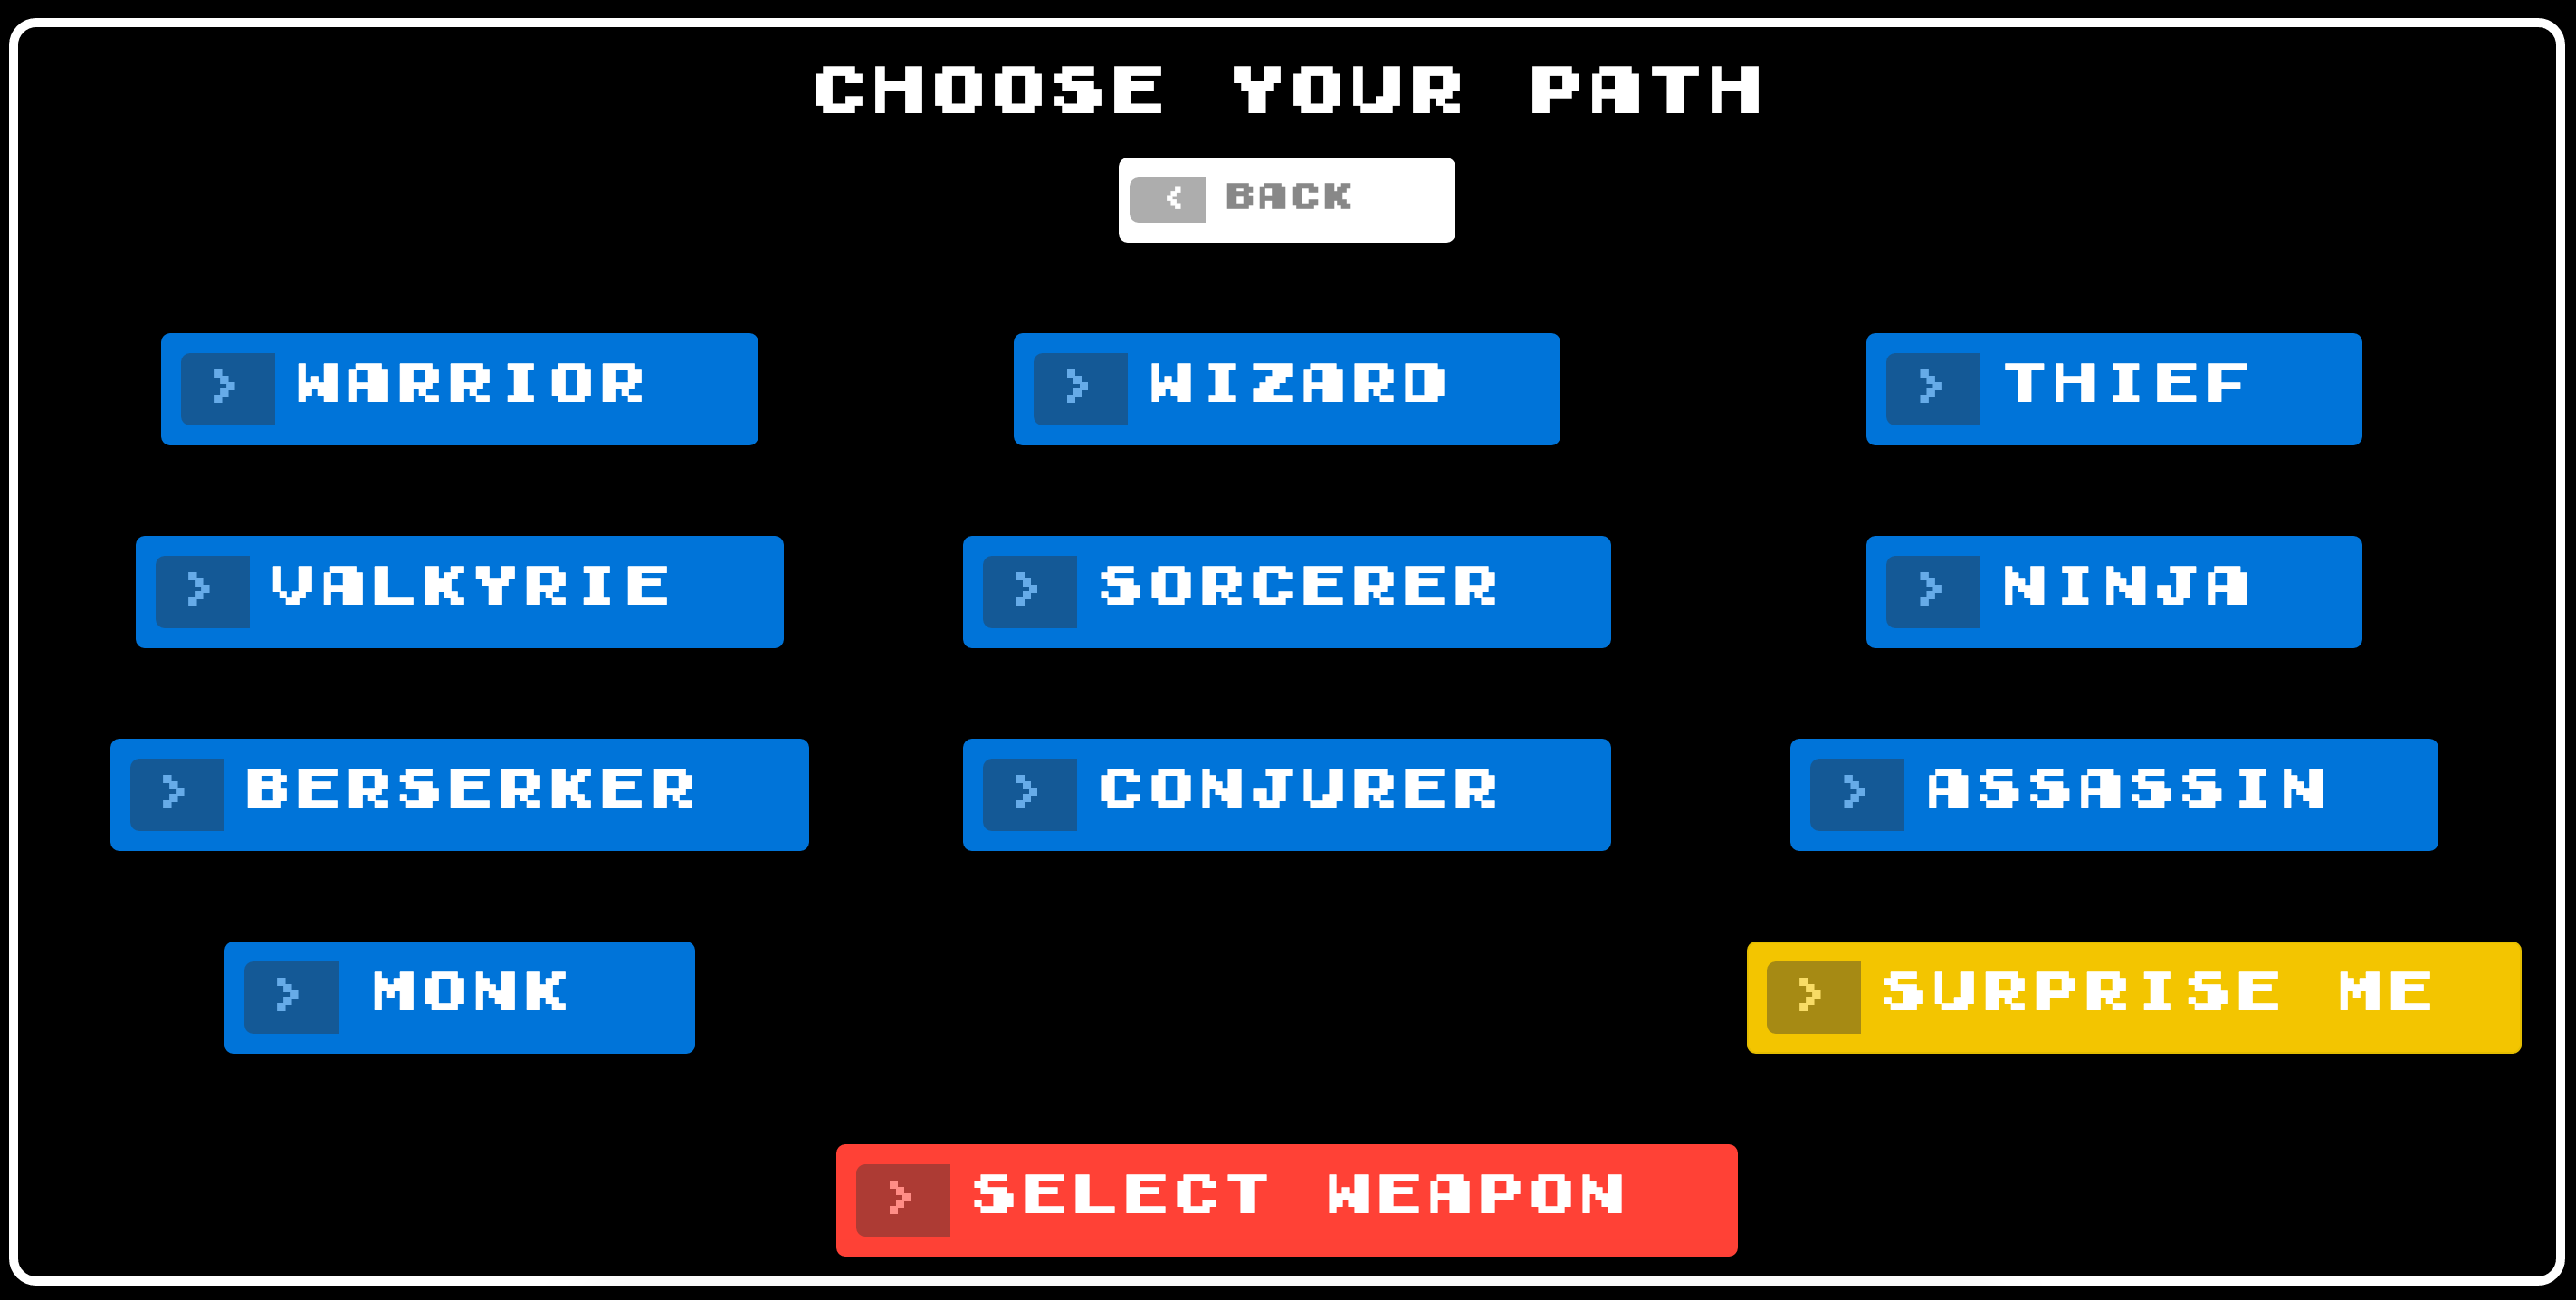 CHOOSE YOUR PATH
< BACK
> WARRIOR
> WIZARD
> THIEF
> VALKYRIE
> SORCERER
> NINJA
> BERSERKER
> CONJURER
> ASSASSIN
> MONK
> SURPRISE ME
> SELECT WEAPON